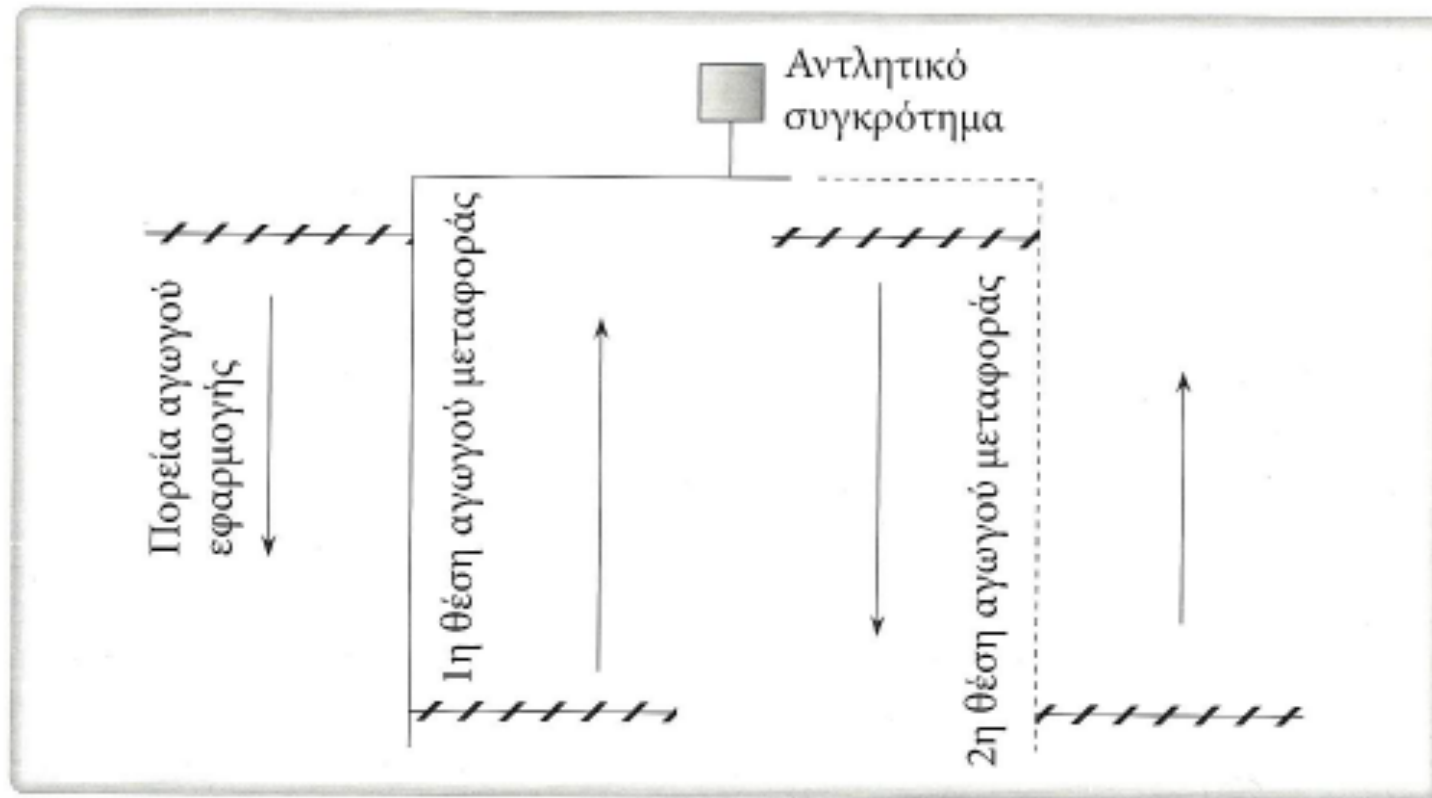 Αντλητικό
συγκρότημα
Πορεία αγωγού
εφαρμογής
1η θέση αγωγού μεταφοράς
2η θέση αγωγού μεταφοράς